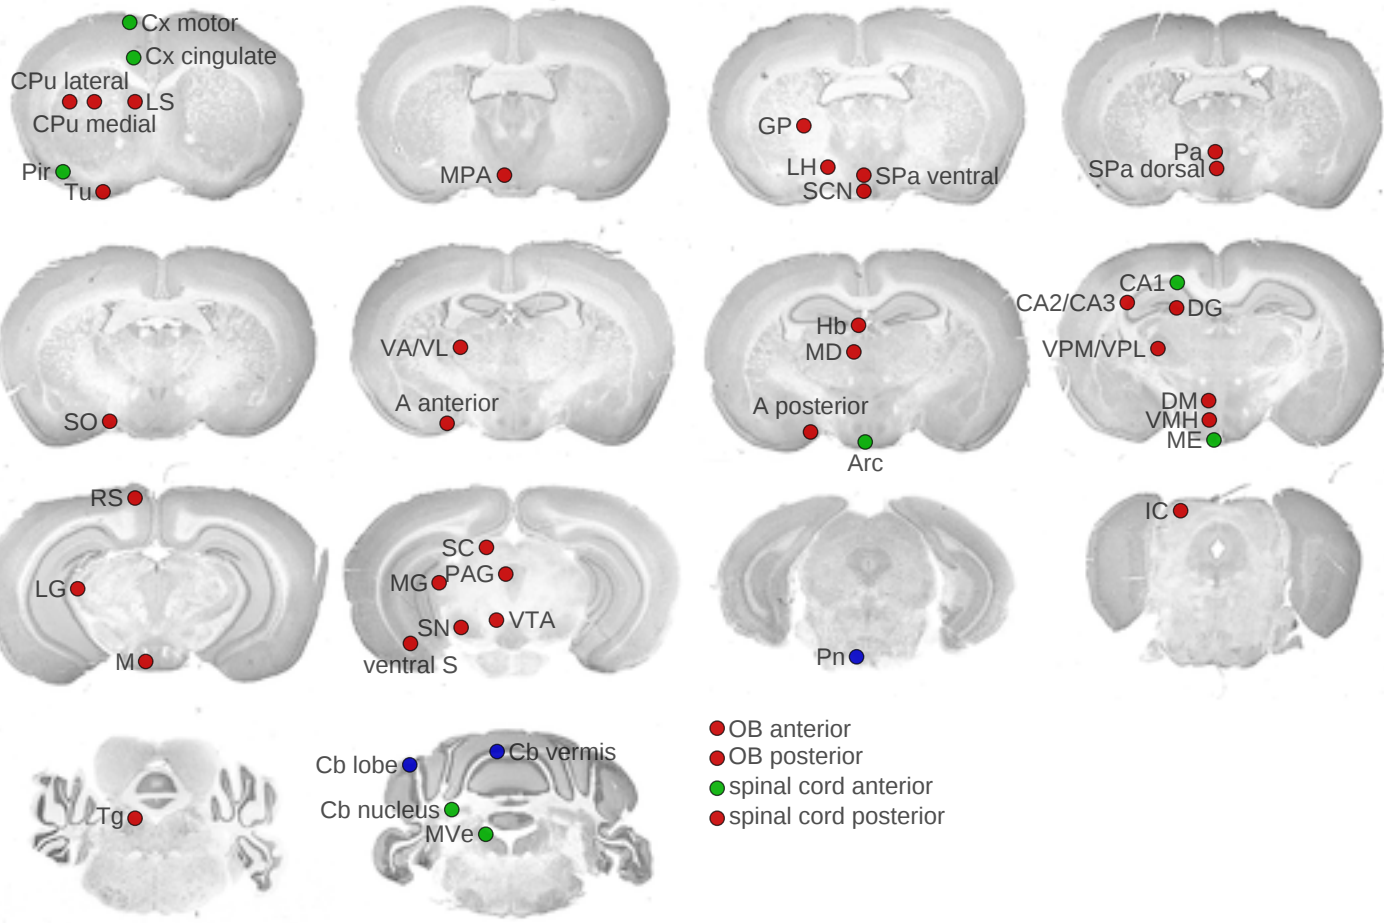 Cx motor
Cx cingulate
CPu lateral
LS
CPu medial
Pir
Tu
MPA
GP
LH
SPa ventral
SCN
Pa
SPa dorsal
SO
VA/VL
A anterior
Hb
MD
A posterior
Arc
CA1
CA2/CA3
DG
VPM/VPL
DM
VMH
ME
RS
LG
M
SC
MG
PAG
SN
VTA
ventral S
Pn
IC
Tg
Cb lobe
Cb vermis
Cb nucleus
MVe
OB anterior
OB posterior
spinal cord anterior
spinal cord posterior